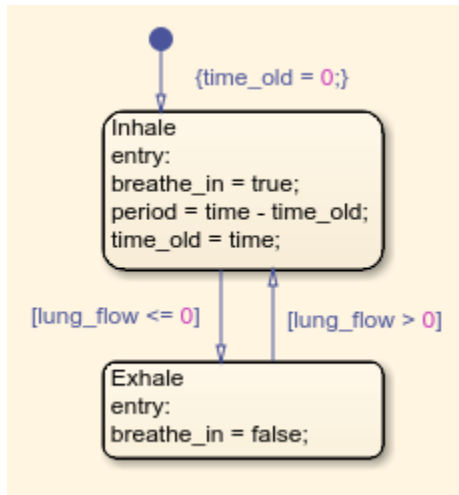 {time_old = 0;}
Inhale
entry:
breathe_in = true;
period = time - time_old;
time_old = time;
[lung_flow <= 0]
[lung_flow > 0]
Exhale
entry:
breathe_in = false;